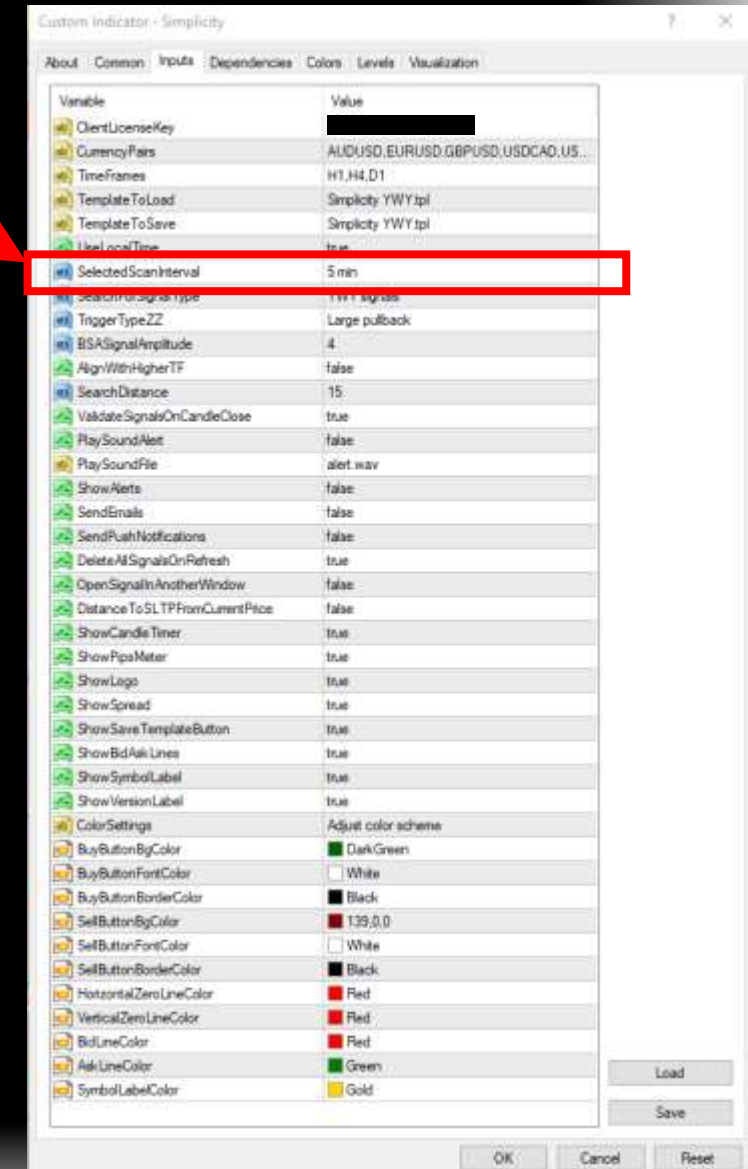 Custom Indicator - Simplicity ? ×
About Common Inputs Dependencies Colors Levels Visualization
Variable Value
ClientLicenseKey
CurrencyPairs AUDUSD,EURUSD,GBPUSD,USDCAD,US...
TimeFrames H1,H4,D1
TemplateToLoad Simplicity YWY.tpl
TemplateToSave Simplicity YWY.tpl
UseLocalTime true
SelectedScanInterval 5 min
SearchForSignalType YWY signals
TriggerTypeZZ Large pullback
BSASignalAmplitude 4
AlignWithHigherTF false
SearchDistance 15
ValidateSignalsOnCandleClose true
PlaySoundAlert false
PlaySoundFile alert.wav
ShowAlerts false
SendEmails false
SendPushNotifications false
DeleteAllSignalsOnRefresh true
OpenSignalInAnotherWindow false
DistanceToSLTPFromCurrentPrice false
ShowCandleTimer true
ShowPipsMeter true
ShowLogo true
ShowSpread true
ShowSaveTemplateButton true
ShowBidAskLines true
ShowSymbolLabel true
ShowVersionLabel true
ColorSettings Adjust color scheme
BuyButtonBgColor DarkGreen
BuyButtonFontColor White
BuyButtonBorderColor Black
SellButtonBgColor 139,0,0
SellButtonFontColor White
SellButtonBorderColor Black
HorizontalZeroLineColor Red
VerticalZeroLineColor Red
BidLineColor Red
AskLineColor Green
SymbolLabelColor Gold
Load
Save
OK Cancel Reset